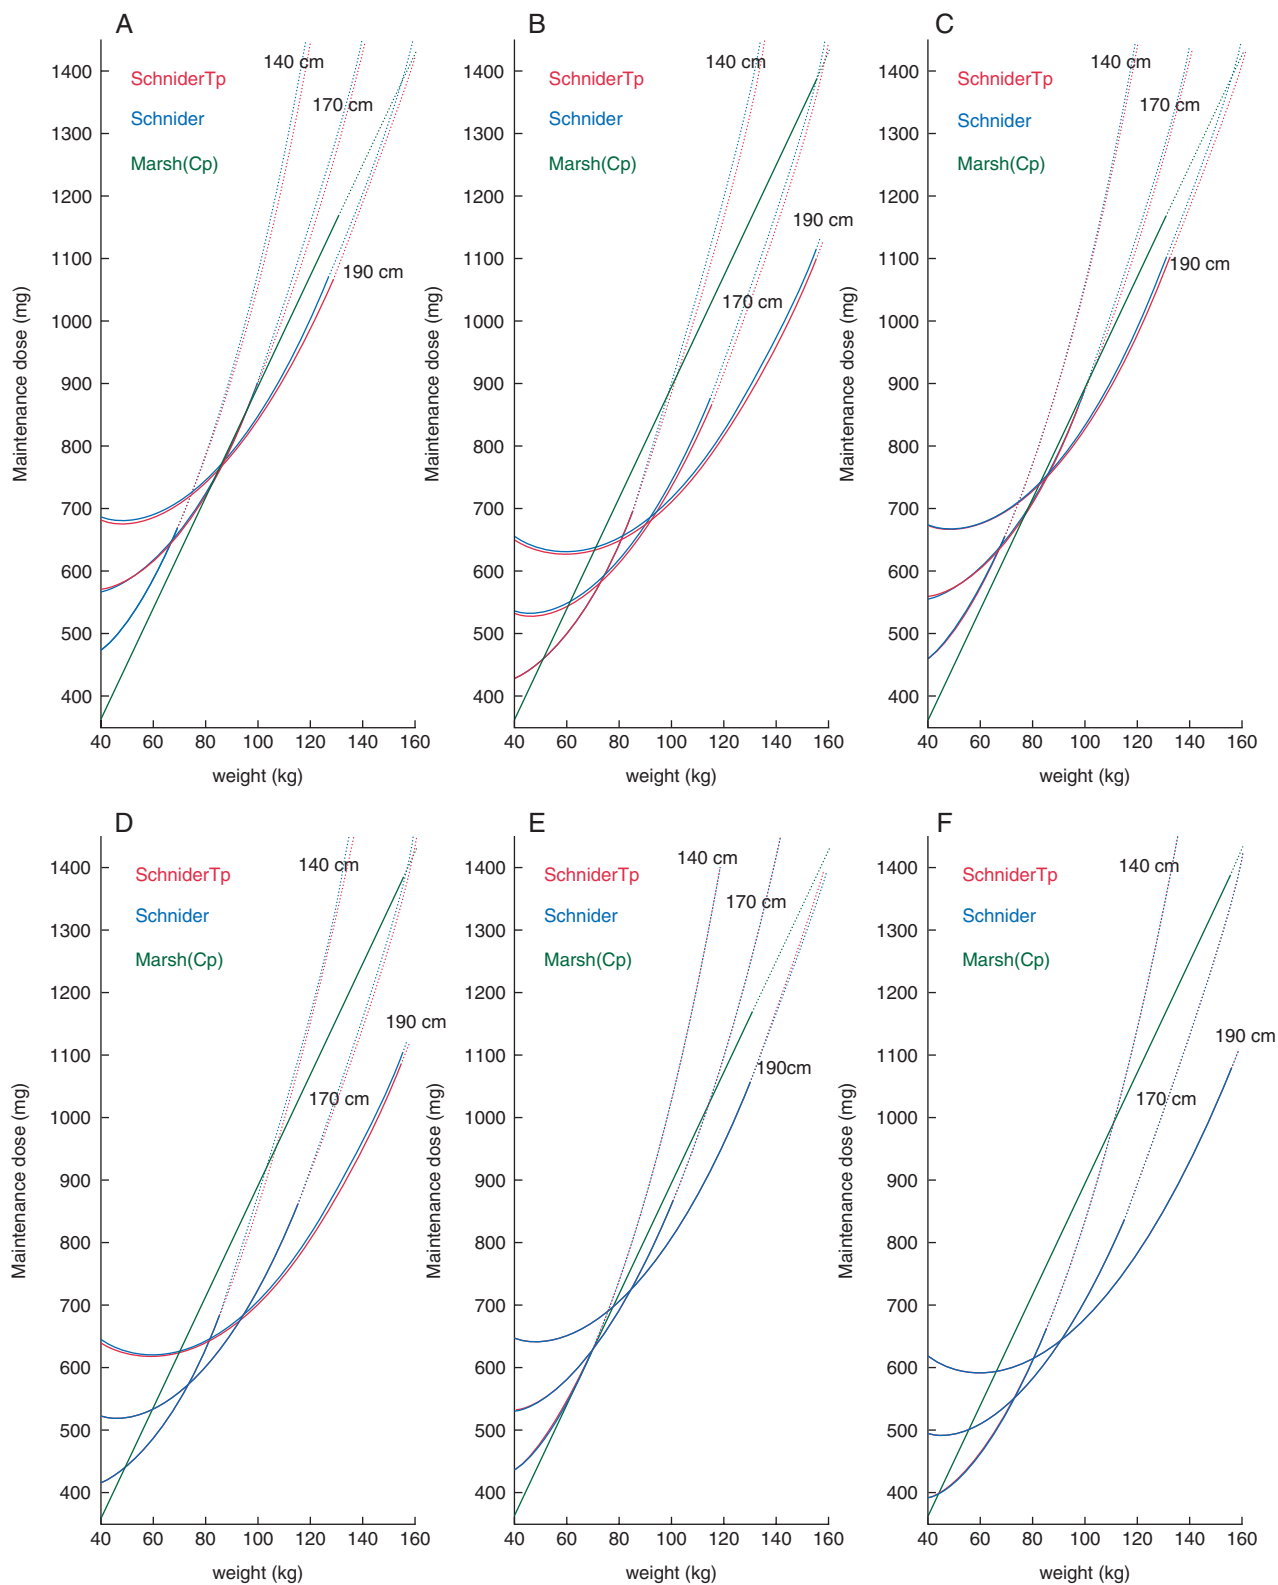 A
SchniderTp
Schnider
Marsh(Cp)
140 cm
170 cm
190 cm
1400
1300
1200
1100
1000
900
800
700
600
500
400
Maintenance dose (mg)
40 60 80 100 120 140 160
weight (kg)
B
SchniderTp
Schnider
Marsh(Cp)
140 cm
190 cm
170 cm
1400
1300
1200
1100
1000
900
800
700
600
500
400
Maintenance dose (mg)
40 60 80 100 120 140 160
weight (kg)
C
SchniderTp
Schnider
Marsh(Cp)
140 cm
170 cm
190 cm
1400
1300
1200
1100
1000
900
800
700
600
500
400
Maintenance dose (mg)
40 60 80 100 120 140 160
weight (kg)
D
SchniderTp
Schnider
Marsh(Cp)
140 cm
190 cm
170 cm
1400
1300
1200
1100
1000
900
800
700
600
500
400
Maintenance dose (mg)
40 60 80 100 120 140 160
weight (kg)
E
SchniderTp
Schnider
Marsh(Cp)
140 cm
170 cm
190cm
1400
1300
1200
1100
1000
900
800
700
600
500
400
Maintenance dose (mg)
40 60 80 100 120 140 160
weight (kg)
F
SchniderTp
Schnider
Marsh(Cp)
140 cm
190 cm
170 cm
1400
1300
1200
1100
1000
900
800
700
600
500
400
Maintenance dose (mg)
40 60 80 100 120 140 160
weight (kg)